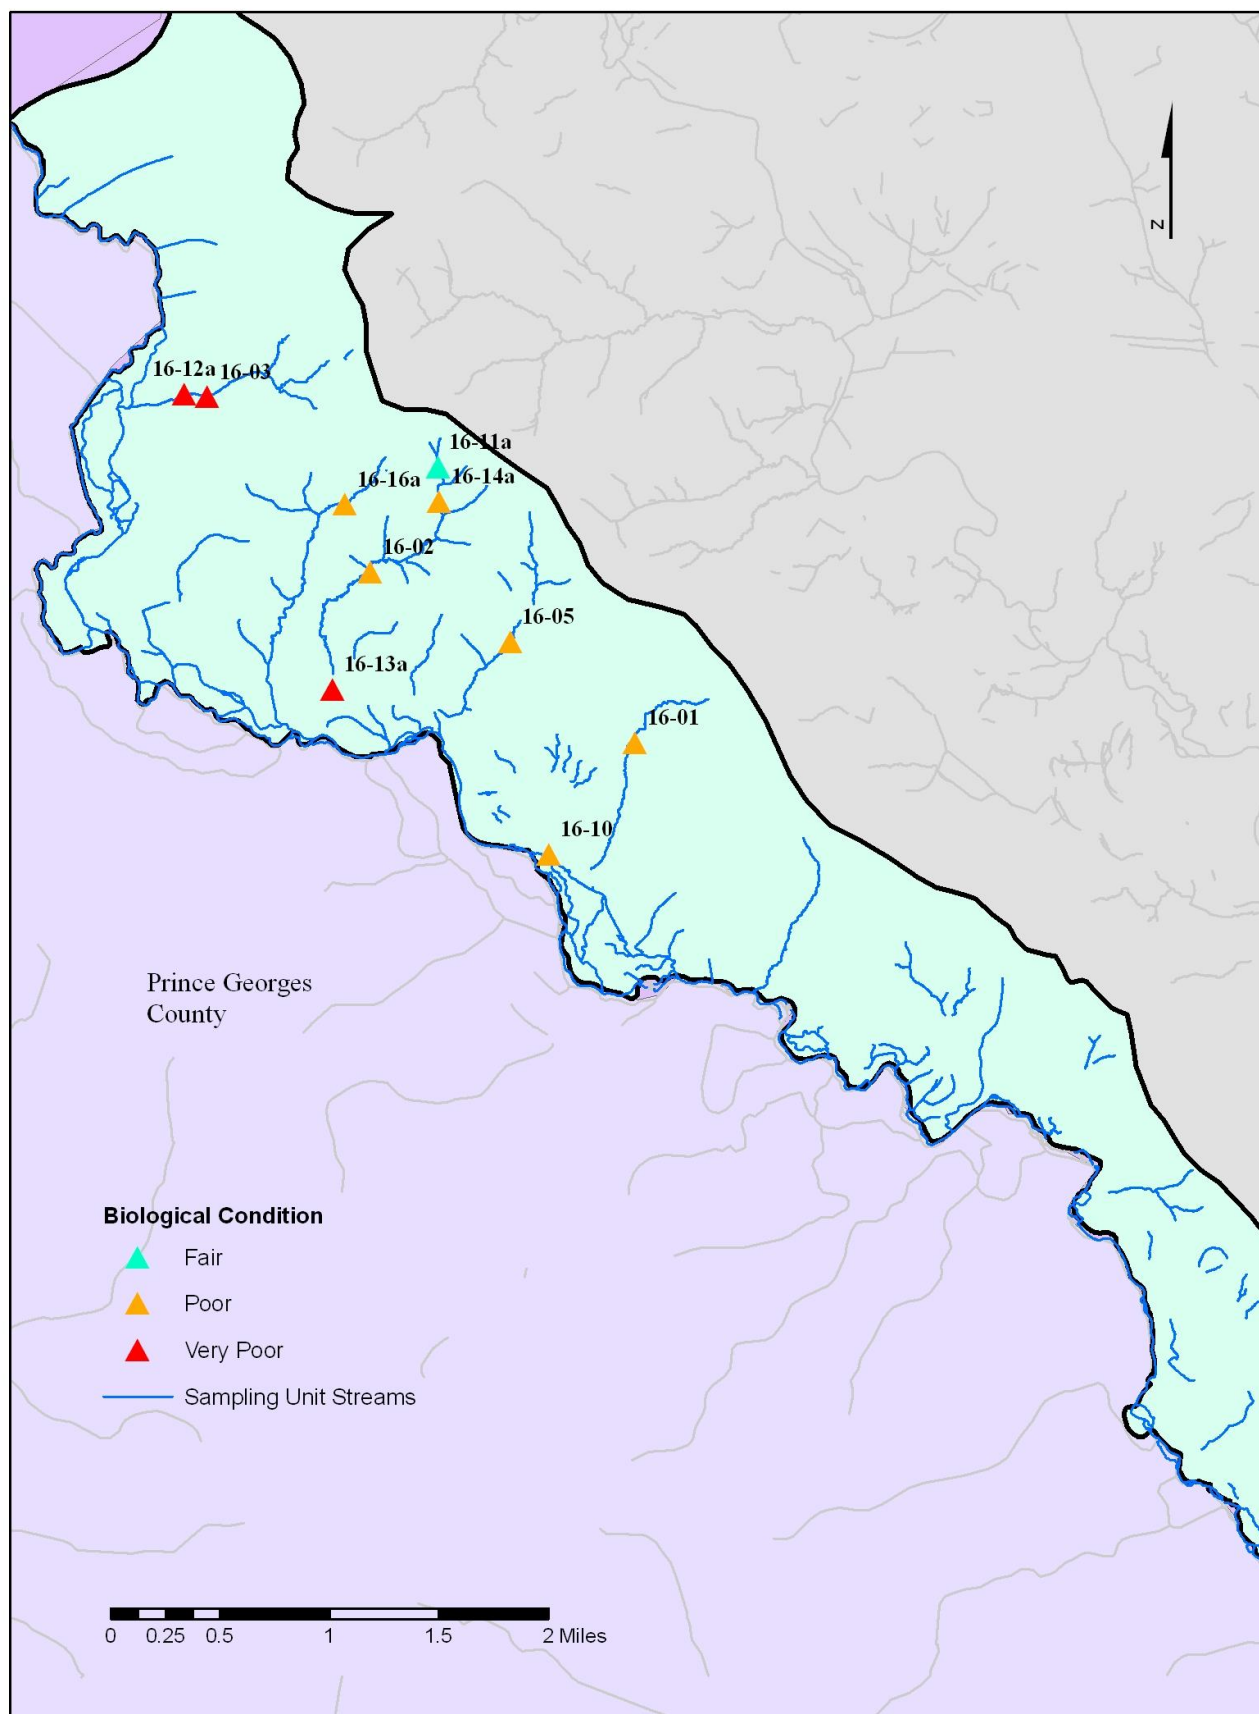 N
16-12a
16-03
16-11a
16-16a
16-14a
16-02
16-05
16-13a
16-01
16-10
Prince Georges
County
Biological Condition
Fair
Poor
Very Poor
Sampling Unit Streams
0 0.25 0.5 1 1.5 2 Miles